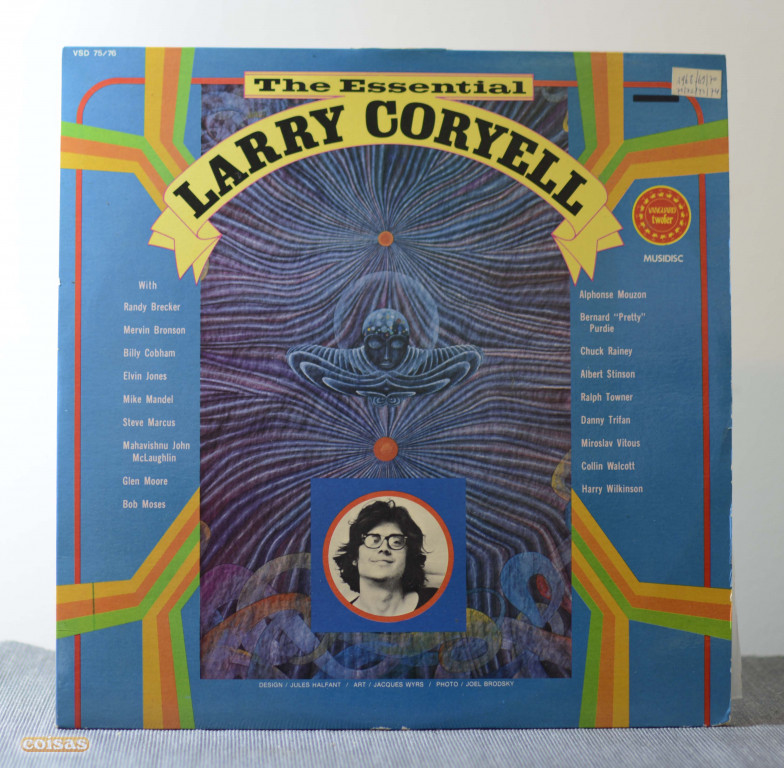 VSD 75/76
The Essential
LARRY CORYELL
VANGUARD
twofer
MUSIDISC
With
Randy Brecker
Mervin Bronson
Billy Cobham
Elvin Jones
Mike Mandel
Steve Marcus
Mahavishnu John
McLaughlin
Glen Moore
Bob Moses
Alphonse Mouzon
Bernard "Pretty"
Purdie
Chuck Rainey
Albert Stinson
Ralph Towner
Danny Trifan
Miroslav Vitous
Collin Walcott
Harry Wilkinson
DESIGN / JULES HALFANT / ART / JACQUES WYRS / PHOTO / JOEL BRODSKY
coisas